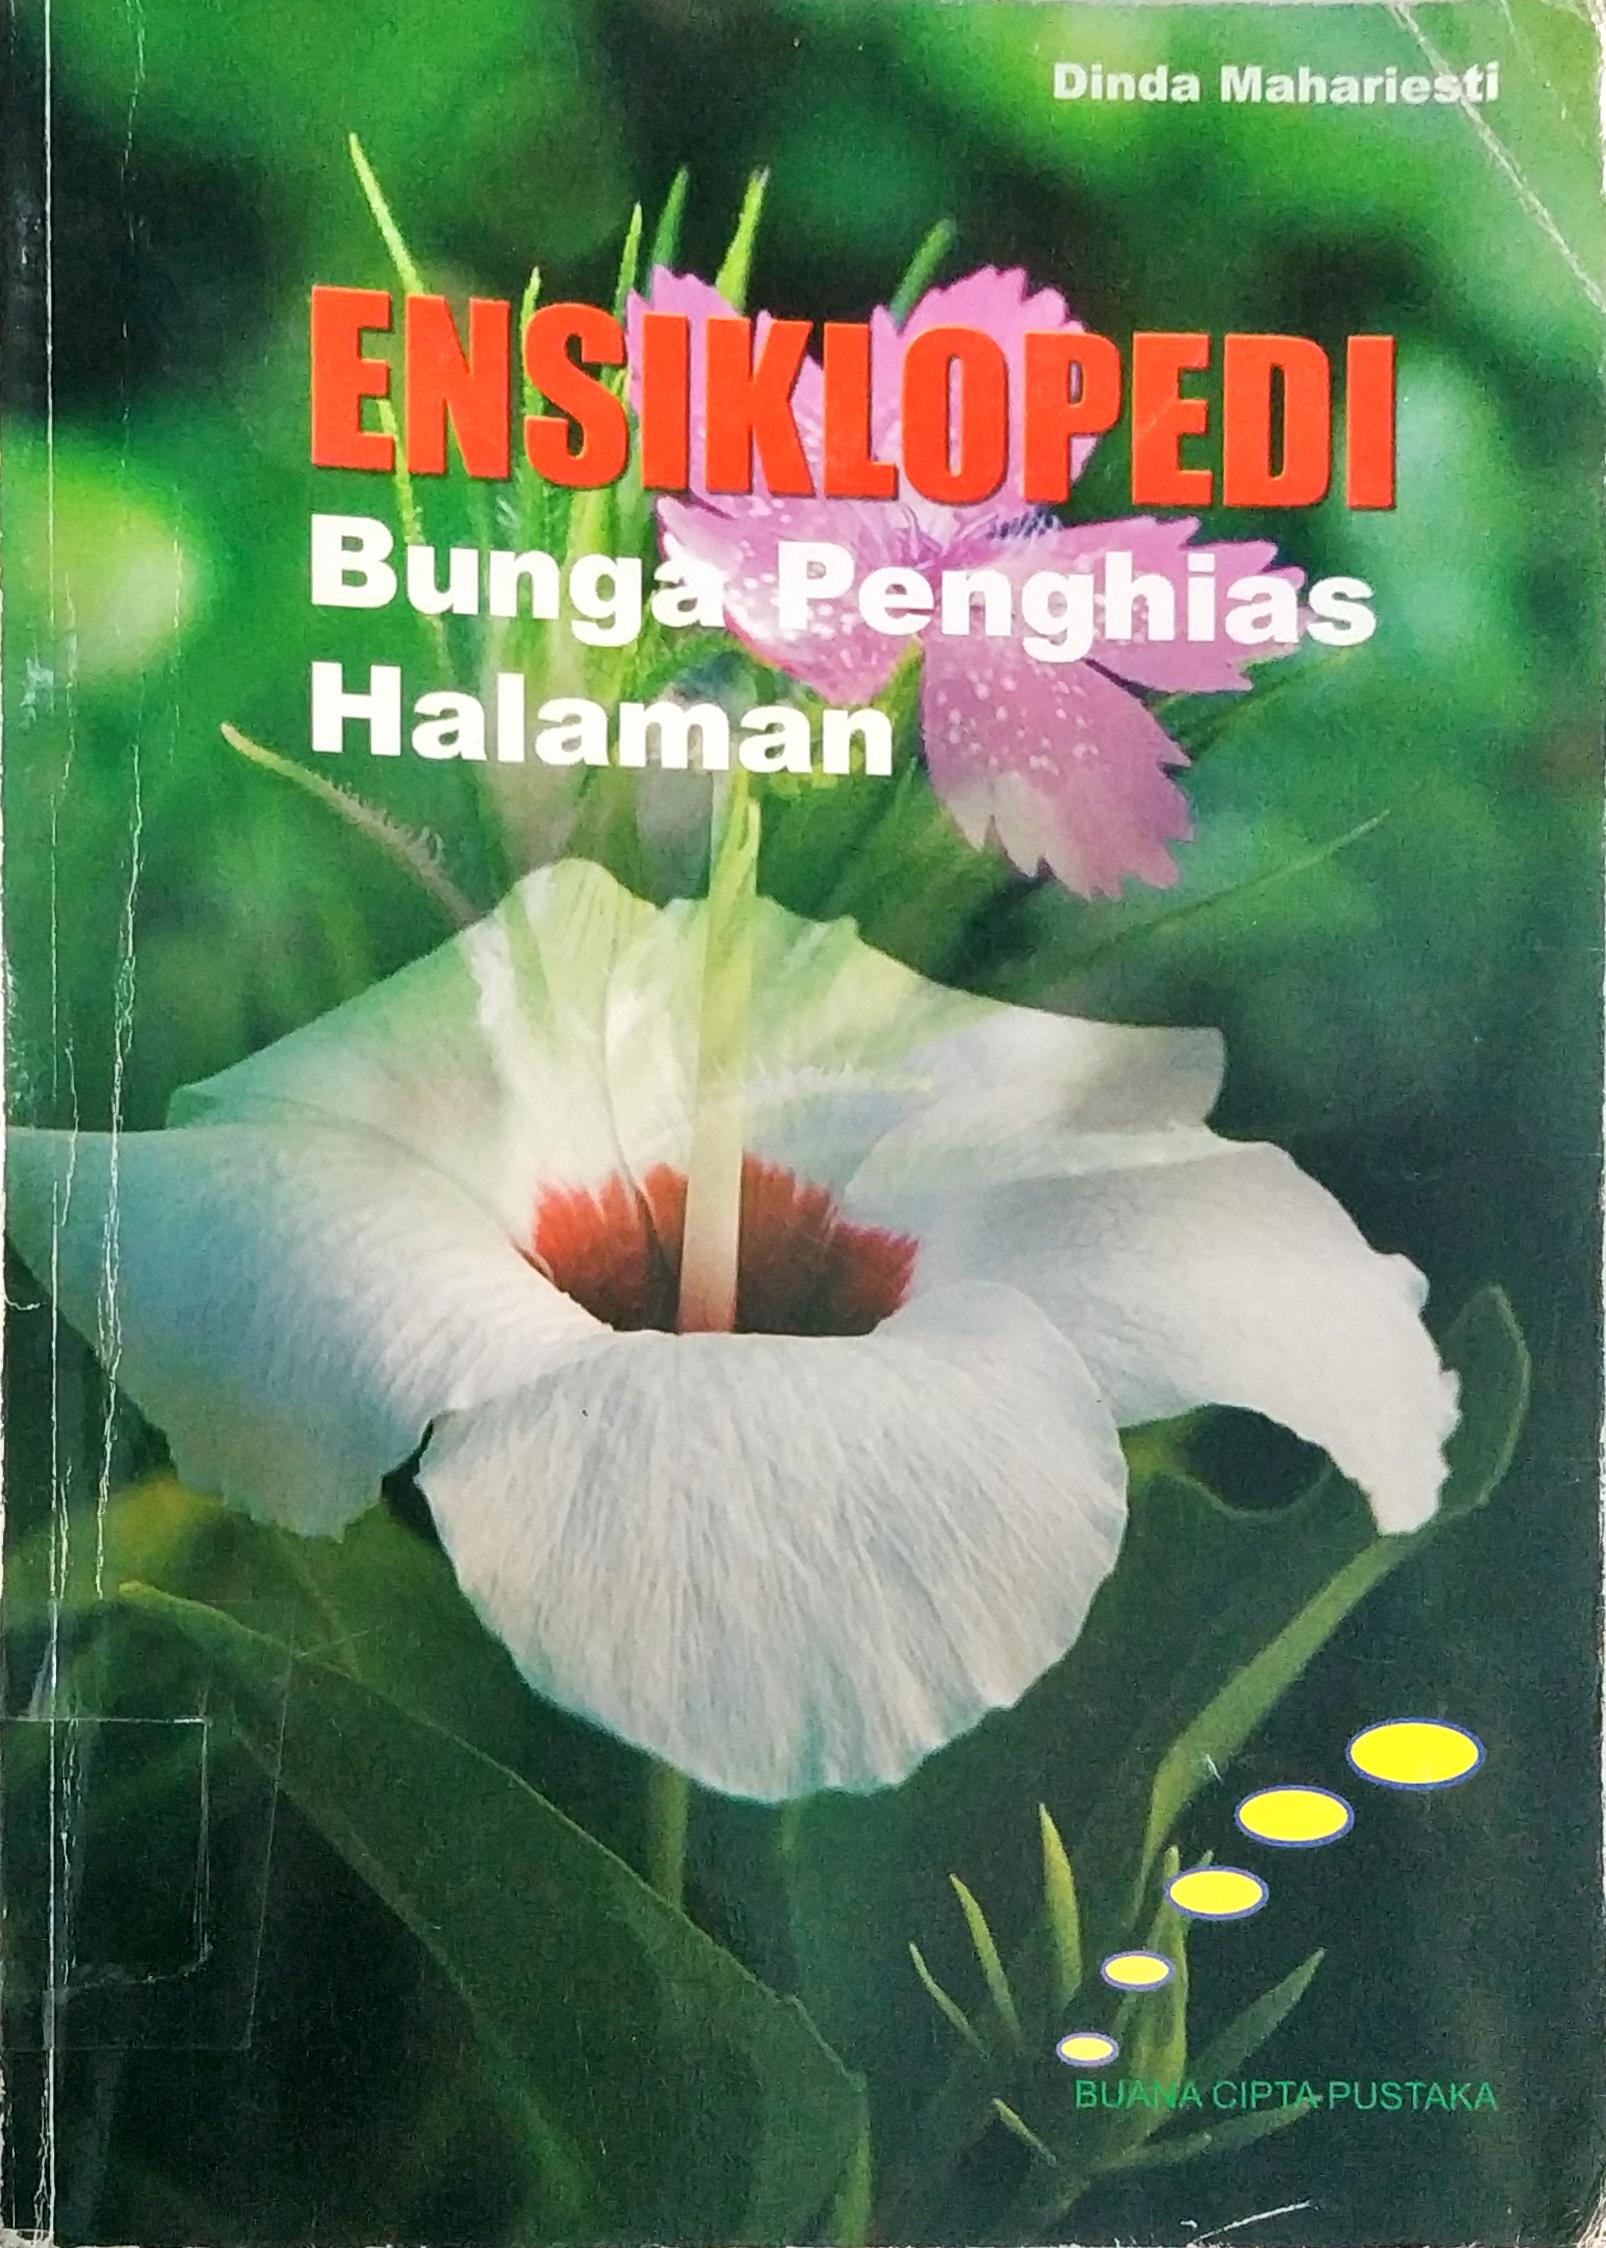 Dinda Mahariesti
ENSIKLOPEDI
Bunga Penghias
Halaman
BUANA CIPTA PUSTAKA